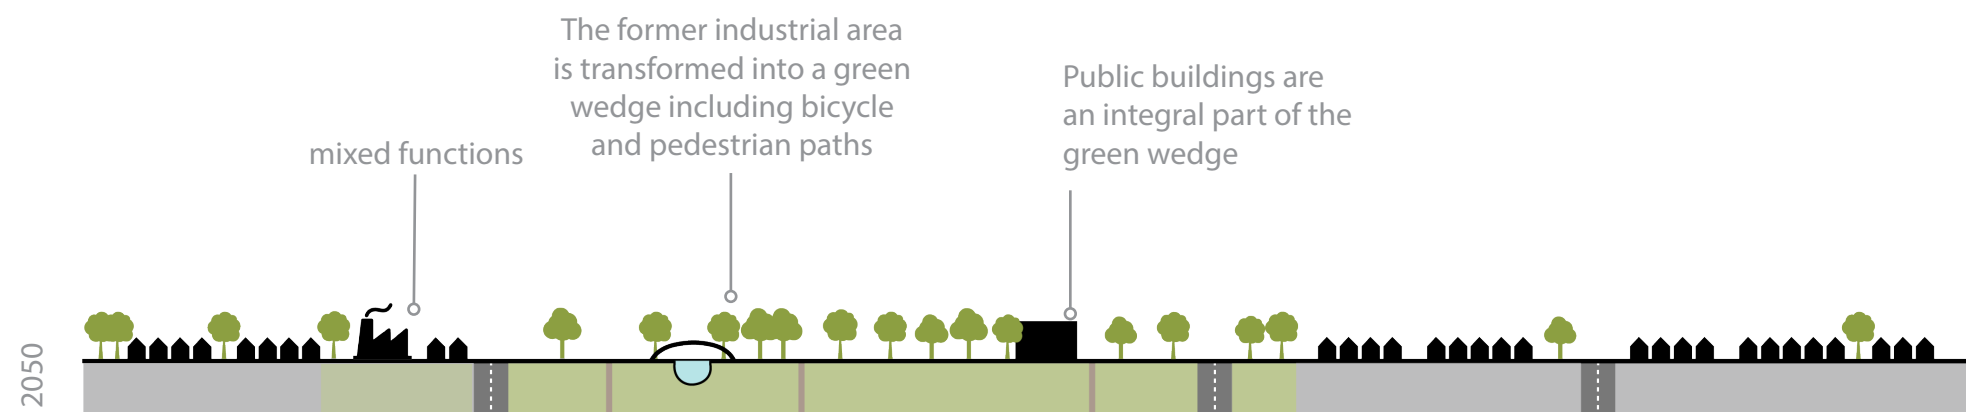 The former industrial area
is transformed into a green
wedge including bicycle
and pedestrian paths
Public buildings are
an integral part of the
green wedge
mixed functions
2050